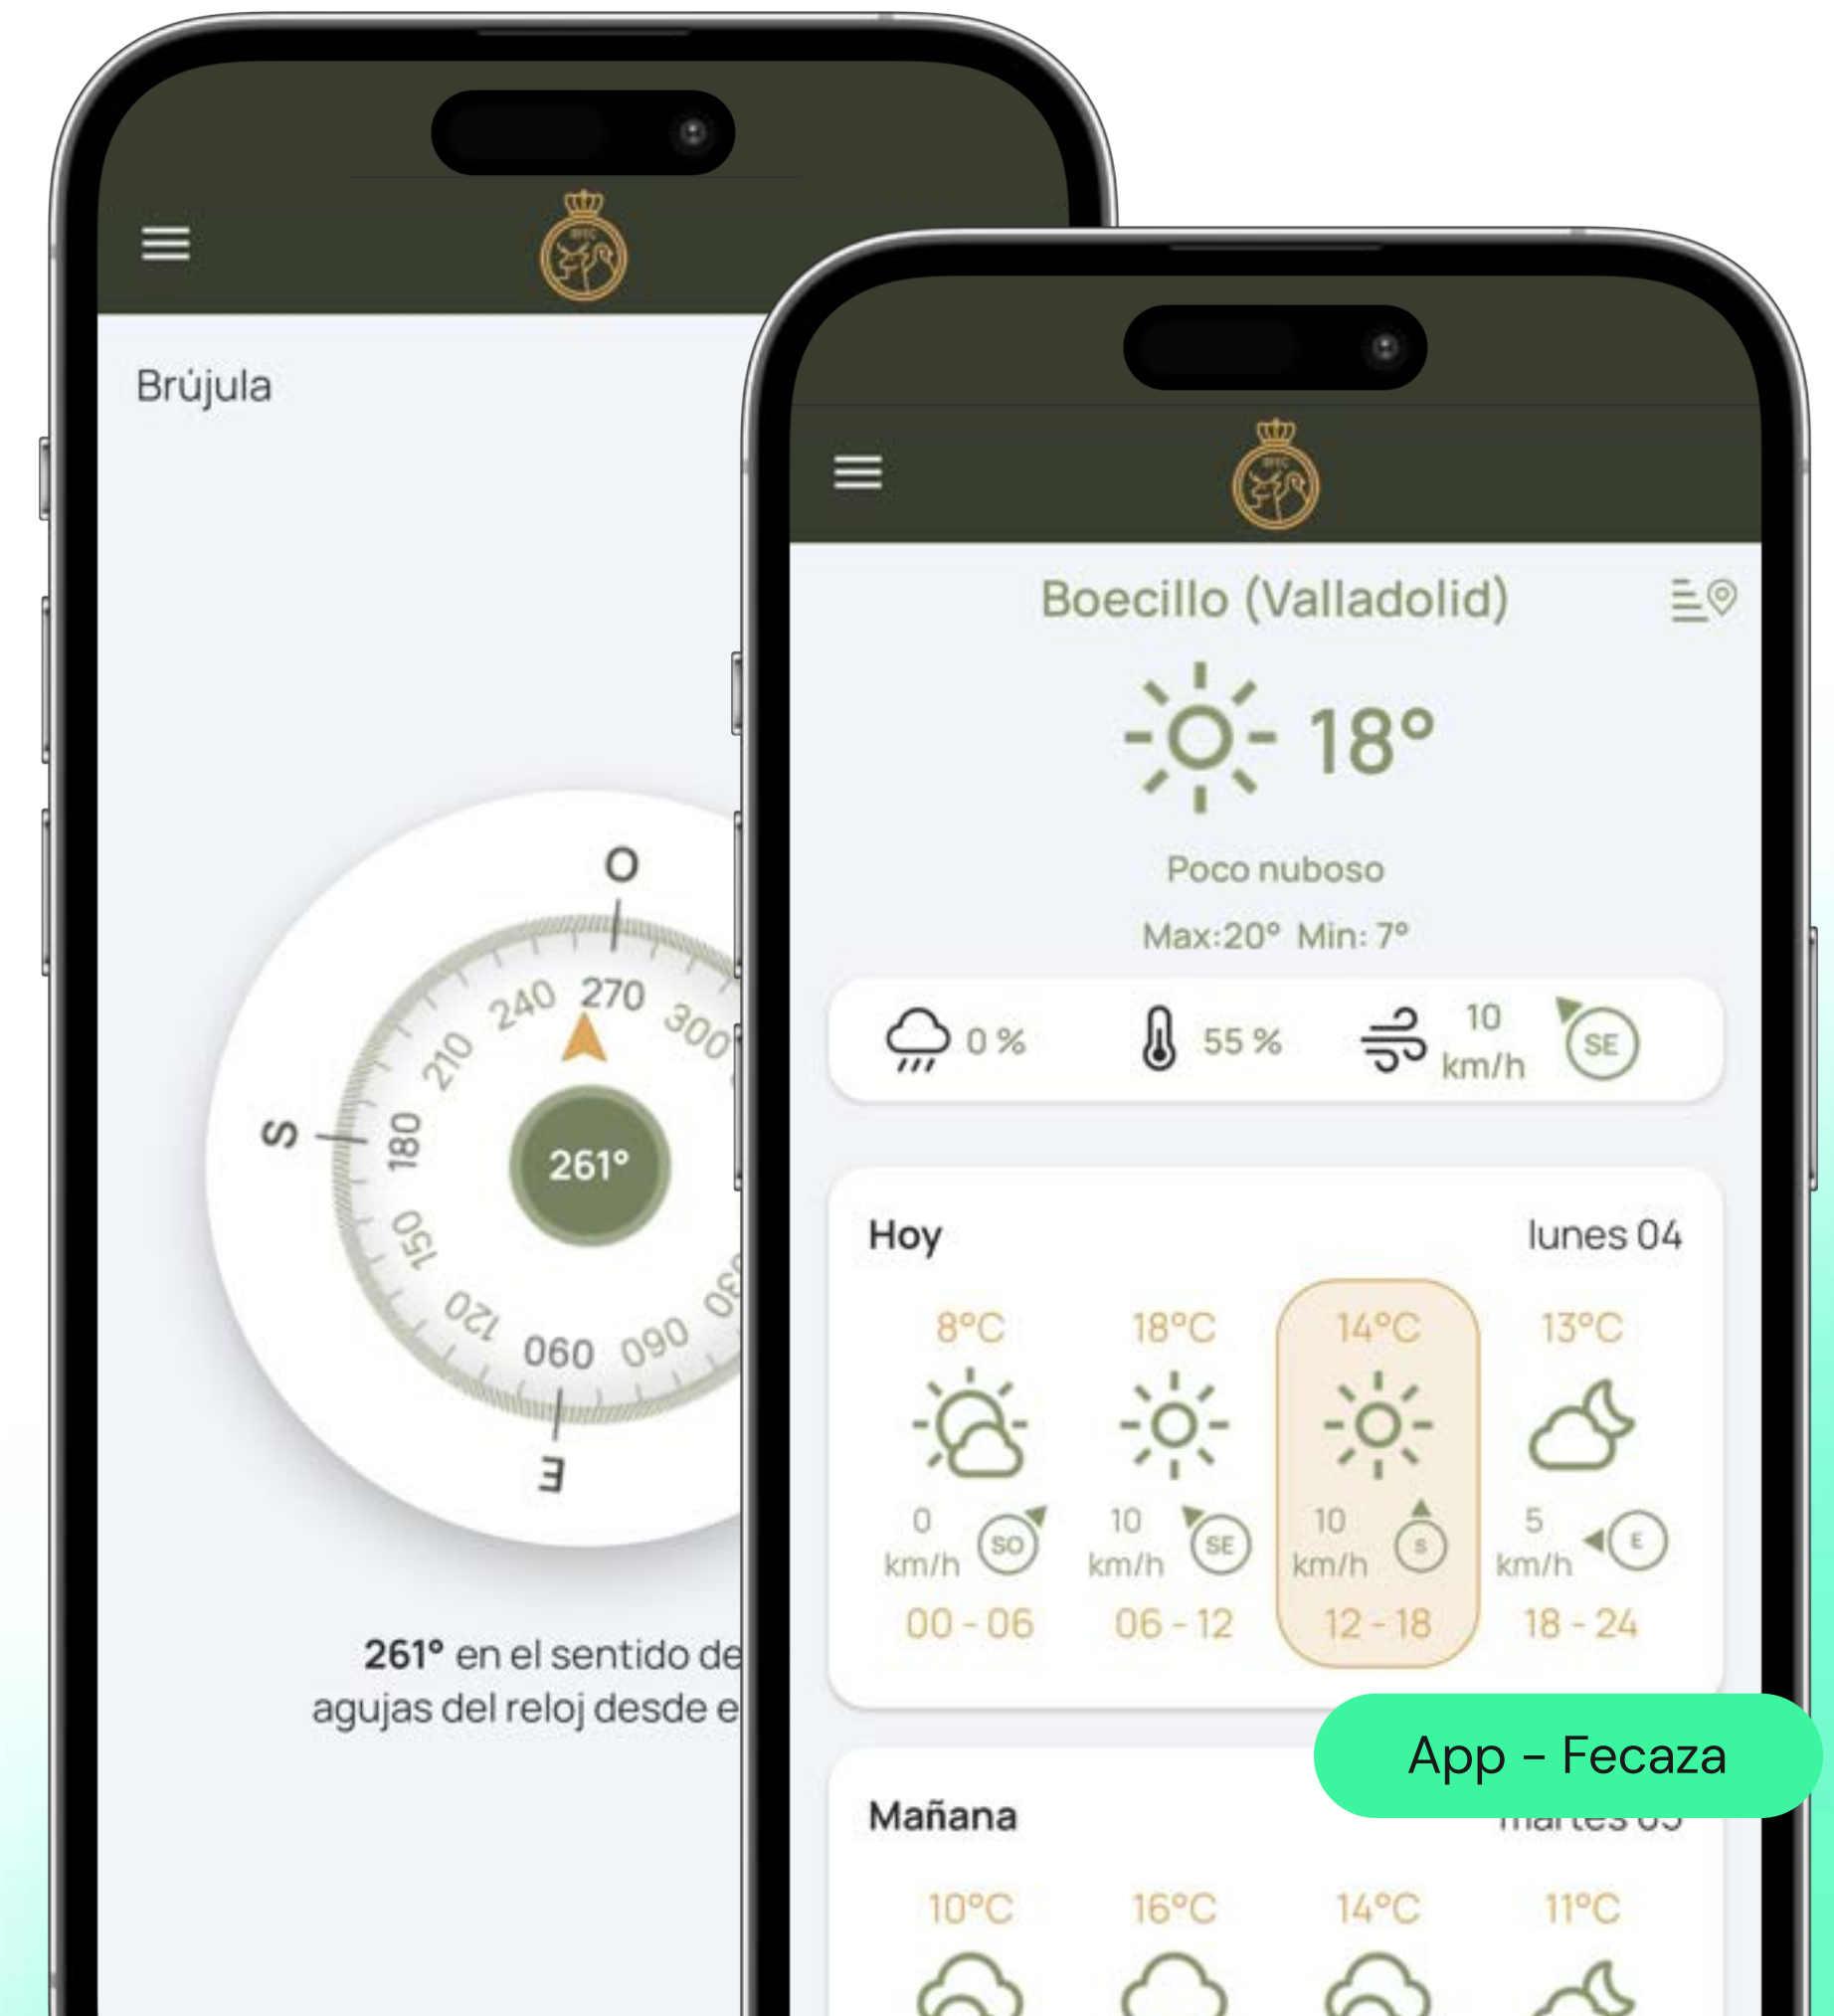 Brújula
O
240 270 300
210
S
180
261°
150
030
120
060 090
E
261° en el sentido de
agujas del reloj desde e
Boecillo (Valladolid)
18°
Poco nuboso
Max:20° Min: 7°
0 %
55 %
10
km/h
SE
Hoy
lunes 04
8°C 18°C 14°C 13°C
0 10 10 5
km/h SO km/h SE km/h S km/h E
00 - 06 06 - 12 12 - 18 18 - 24
App - Fecaza
Mañana
martes 05
10°C 16°C 14°C 11°C